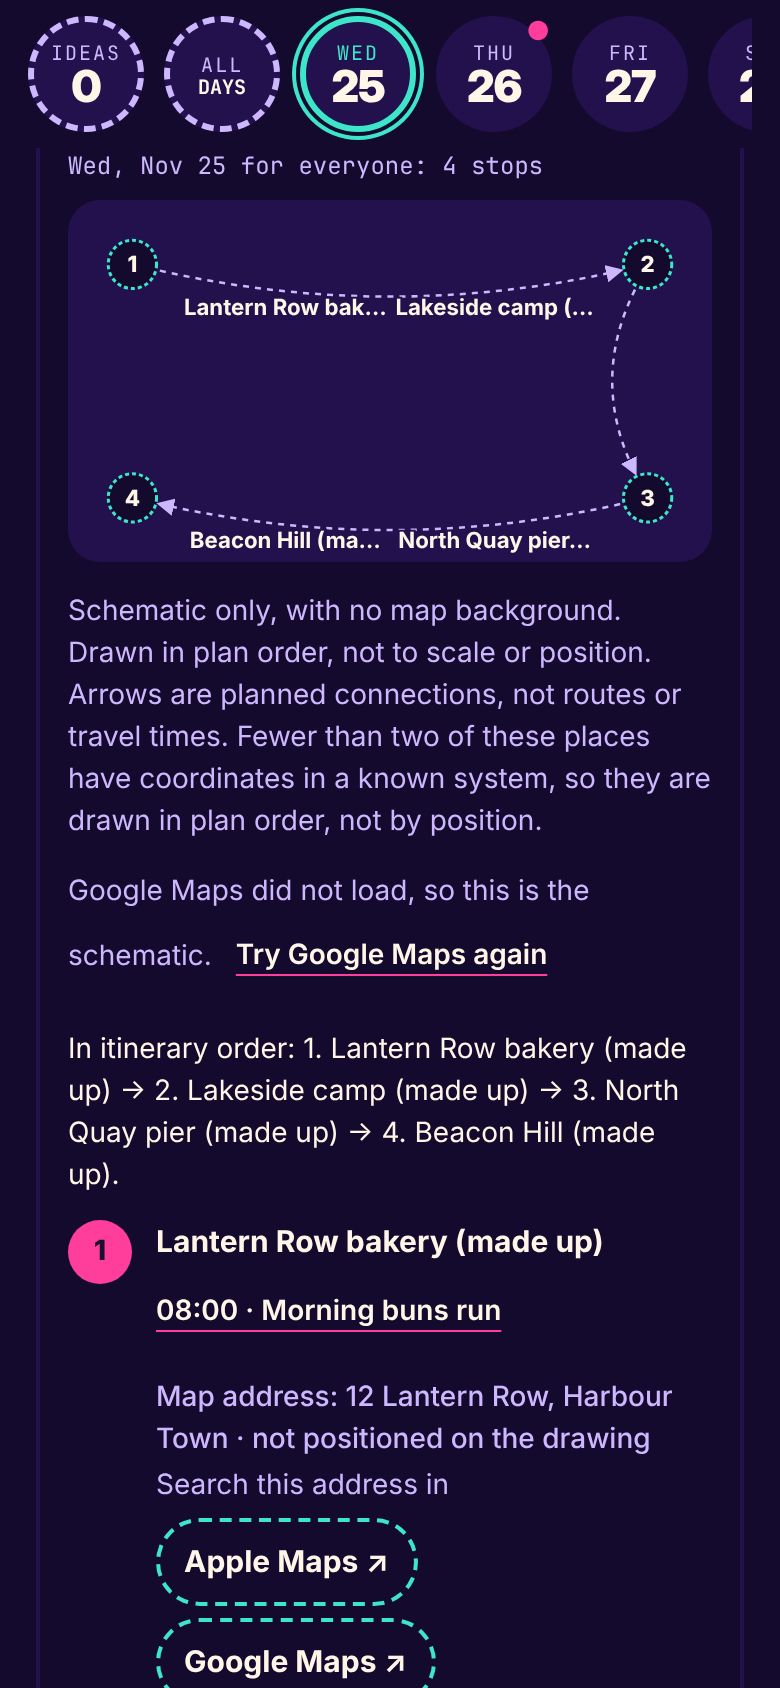 IDEAS
0
ALL
DAYS
WED
25
THU
26
FRI
27
Wed, Nov 25 for everyone: 4 stops
1
2
Lantern Row bak…
Lakeside camp (…
4
3
Beacon Hill (ma…
North Quay pier…
Schematic only, with no map background.
Drawn in plan order, not to scale or position.
Arrows are planned connections, not routes or
travel times. Fewer than two of these places
have coordinates in a known system, so they are
drawn in plan order, not by position.
Google Maps did not load, so this is the
schematic. Try Google Maps again
In itinerary order: 1. Lantern Row bakery (made
up) → 2. Lakeside camp (made up) → 3. North
Quay pier (made up) → 4. Beacon Hill (made
up).
1
Lantern Row bakery (made up)
08:00 · Morning buns run
Map address: 12 Lantern Row, Harbour
Town · not positioned on the drawing
Search this address in
Apple Maps ↗
Google Maps ↗